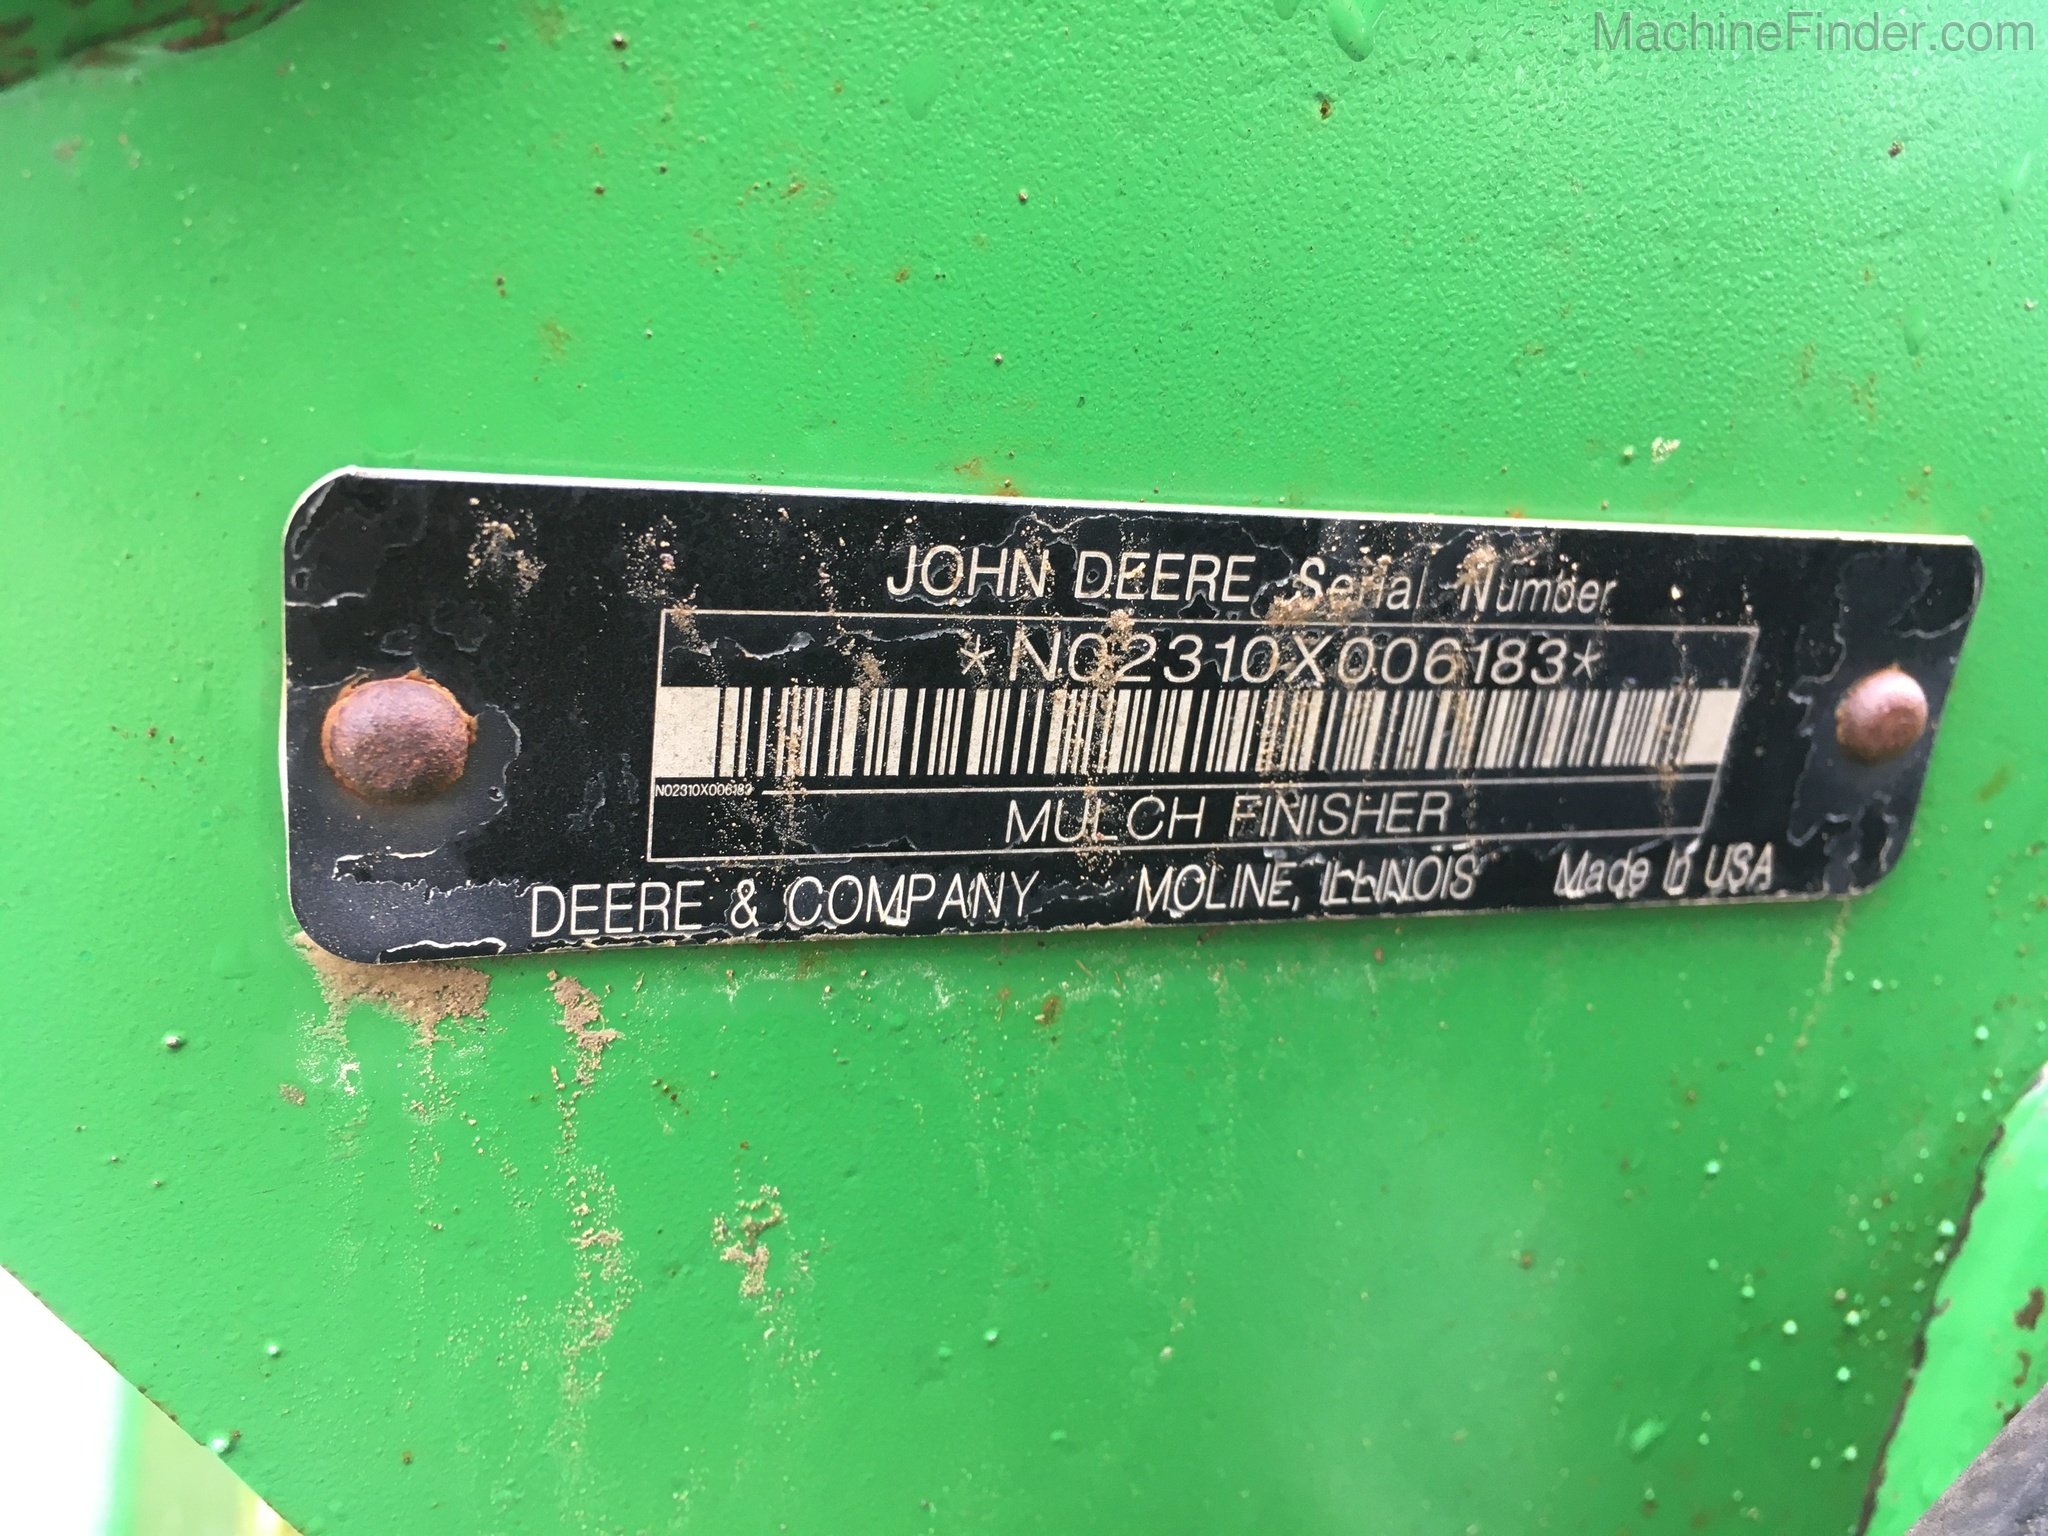 MachineFinder.com
JOHN DEERE Serial Number
*N02310X006183*
N02310X006183
MULCH FINISHER
DEERE & COMPANY MOLINE, ILLINOIS Made in USA